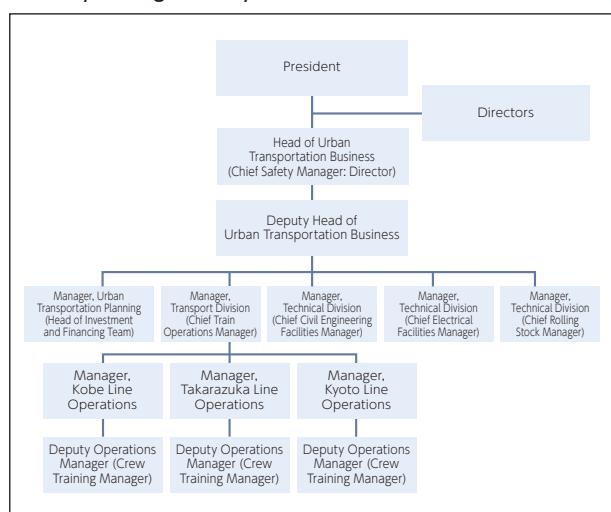 President
Directors
Head of Urban
Transportation Business
(Chief Safety Manager: Director)
Deputy Head of
Urban Transportation Business
Manager, Urban
Transportation Planning
(Head of Investment
and Financing Team)
Manager,
Transport Division
(Chief Train
Operations Manager)
Manager,
Technical Division
(Chief Civil Engineering
Facilities Manager)
Manager,
Technical Division
(Chief Electrical
Facilities Manager)
Manager,
Technical Division
(Chief Rolling
Stock Manager)
Manager,
Kobe Line
Operations
Manager,
Takarazuka Line
Operations
Manager,
Kyoto Line
Operations
Deputy Operations
Manager (Crew
Training Manager)
Deputy Operations
Manager (Crew
Training Manager)
Deputy Operations
Manager (Crew
Training Manager)